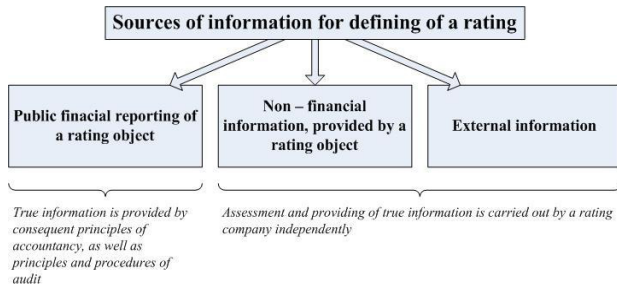 Sources of information for defining of a rating
Public finacial reporting of
a rating object
Non – financial
information, provided by a
rating object
External information
True information is provided by
consequent principles of
accountancy, as well as
principles and procedures of
audit
Assessment and providing of true information is carried out by a rating
company independently